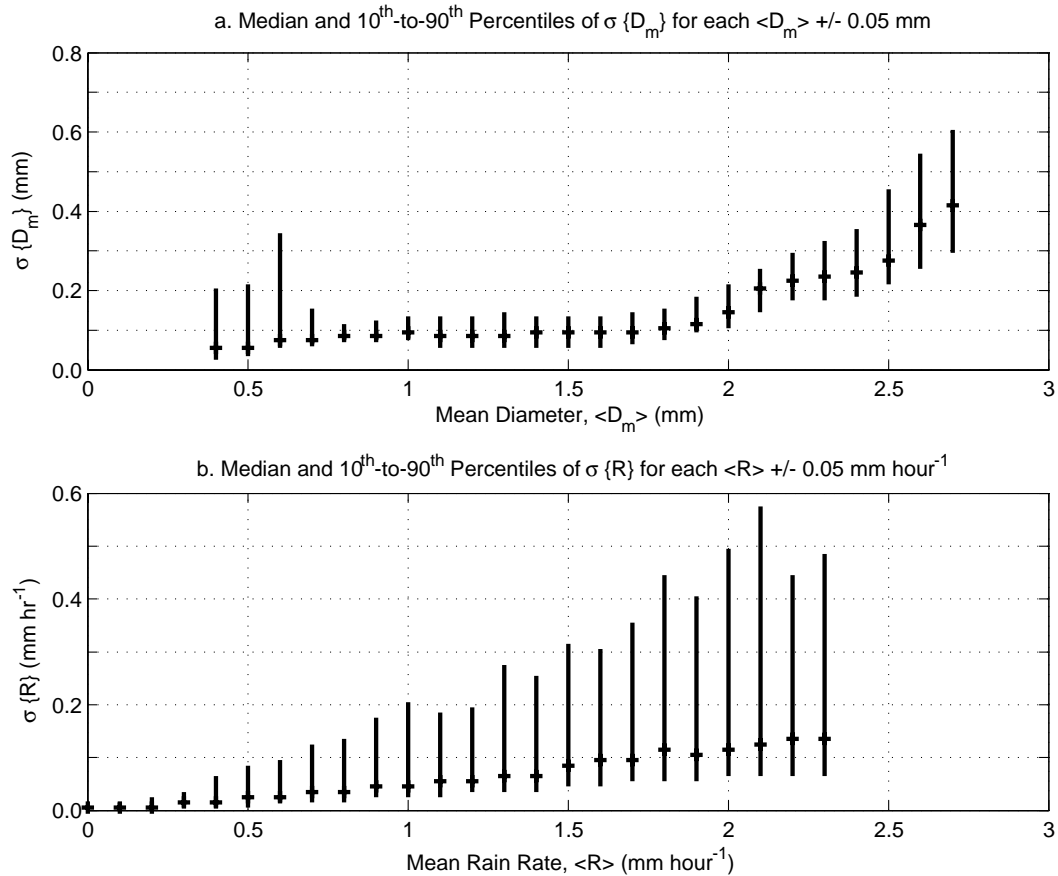 a. Median and 10th-to-90th Percentiles of σ {D_m} for each <D_m> +/- 0.05 mm
0.8
0.6
0.4
0.2
0.0
σ {D_m} (mm)
0 0.5 1 1.5 2 2.5 3
Mean Diameter, <D_m> (mm)
b. Median and 10th-to-90th Percentiles of σ {R} for each <R> +/- 0.05 mm hour-1
0.6
0.4
0.2
0.0
σ {R} (mm hr-1)
0 0.5 1 1.5 2 2.5 3
Mean Rain Rate, <R> (mm hour-1)